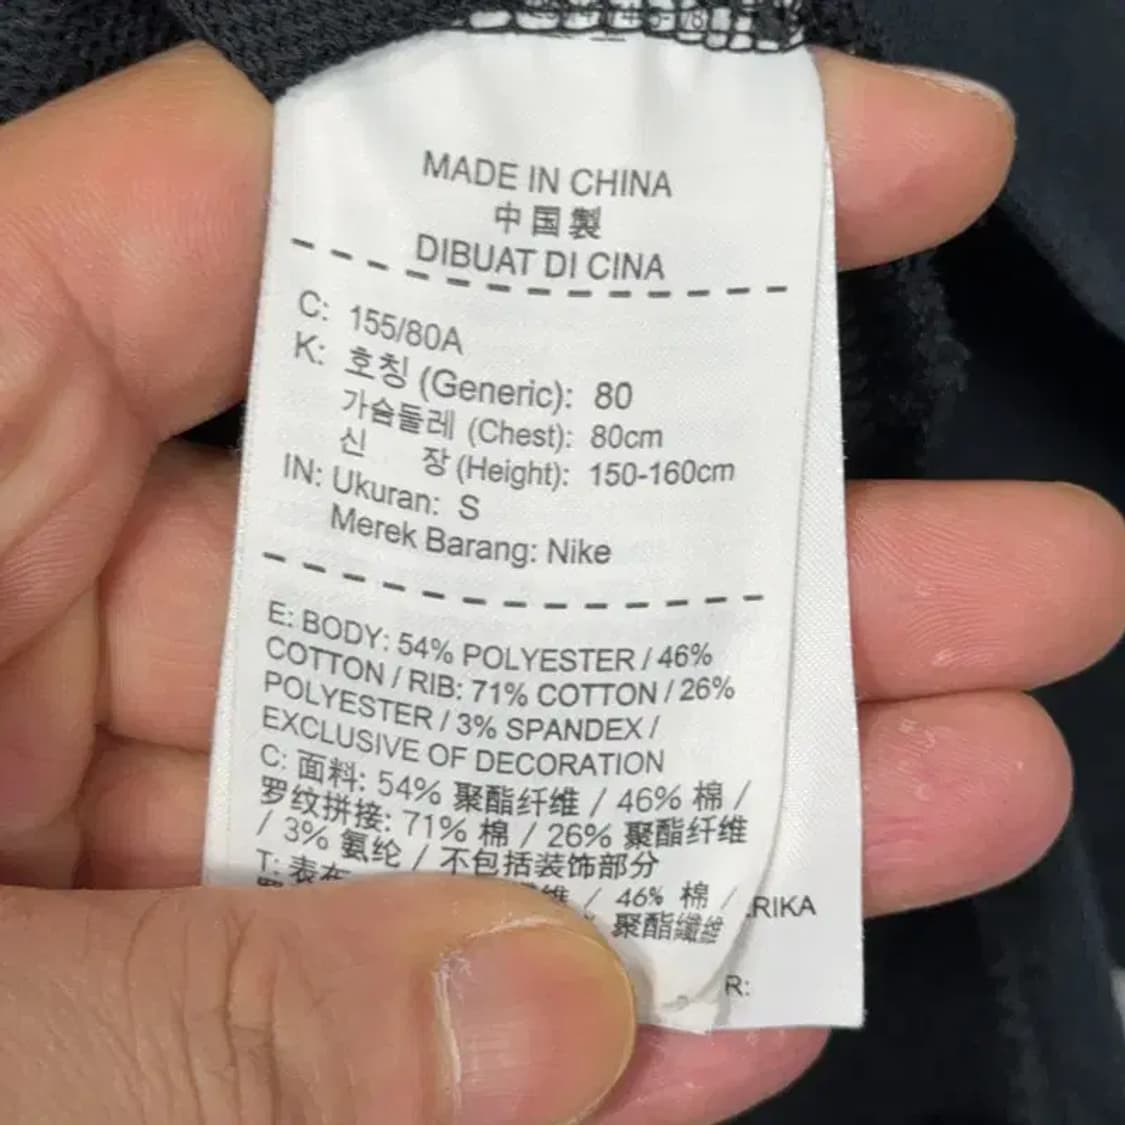 MADE IN CHINA
中国製
DIBUAT DI CINA
C: 155/80A
K: 호칭 (Generic): 80
가슴둘레 (Chest): 80cm
신 장 (Height): 150-160cm
IN: Ukuran: S
Merek Barang: Nike
E: BODY: 54% POLYESTER / 46%
COTTON / RIB: 71% COTTON / 26%
POLYESTER / 3% SPANDEX /
EXCLUSIVE OF DECORATION
C: 面料: 54% 聚酯纤维 / 46% 棉 /
罗纹拼接: 71% 棉 / 26% 聚酯纤维
/ 3% 氨纶 / 不包括装饰部分
T: 表布 / 46% 棉 /
聚酯纖維
RIKA
R: